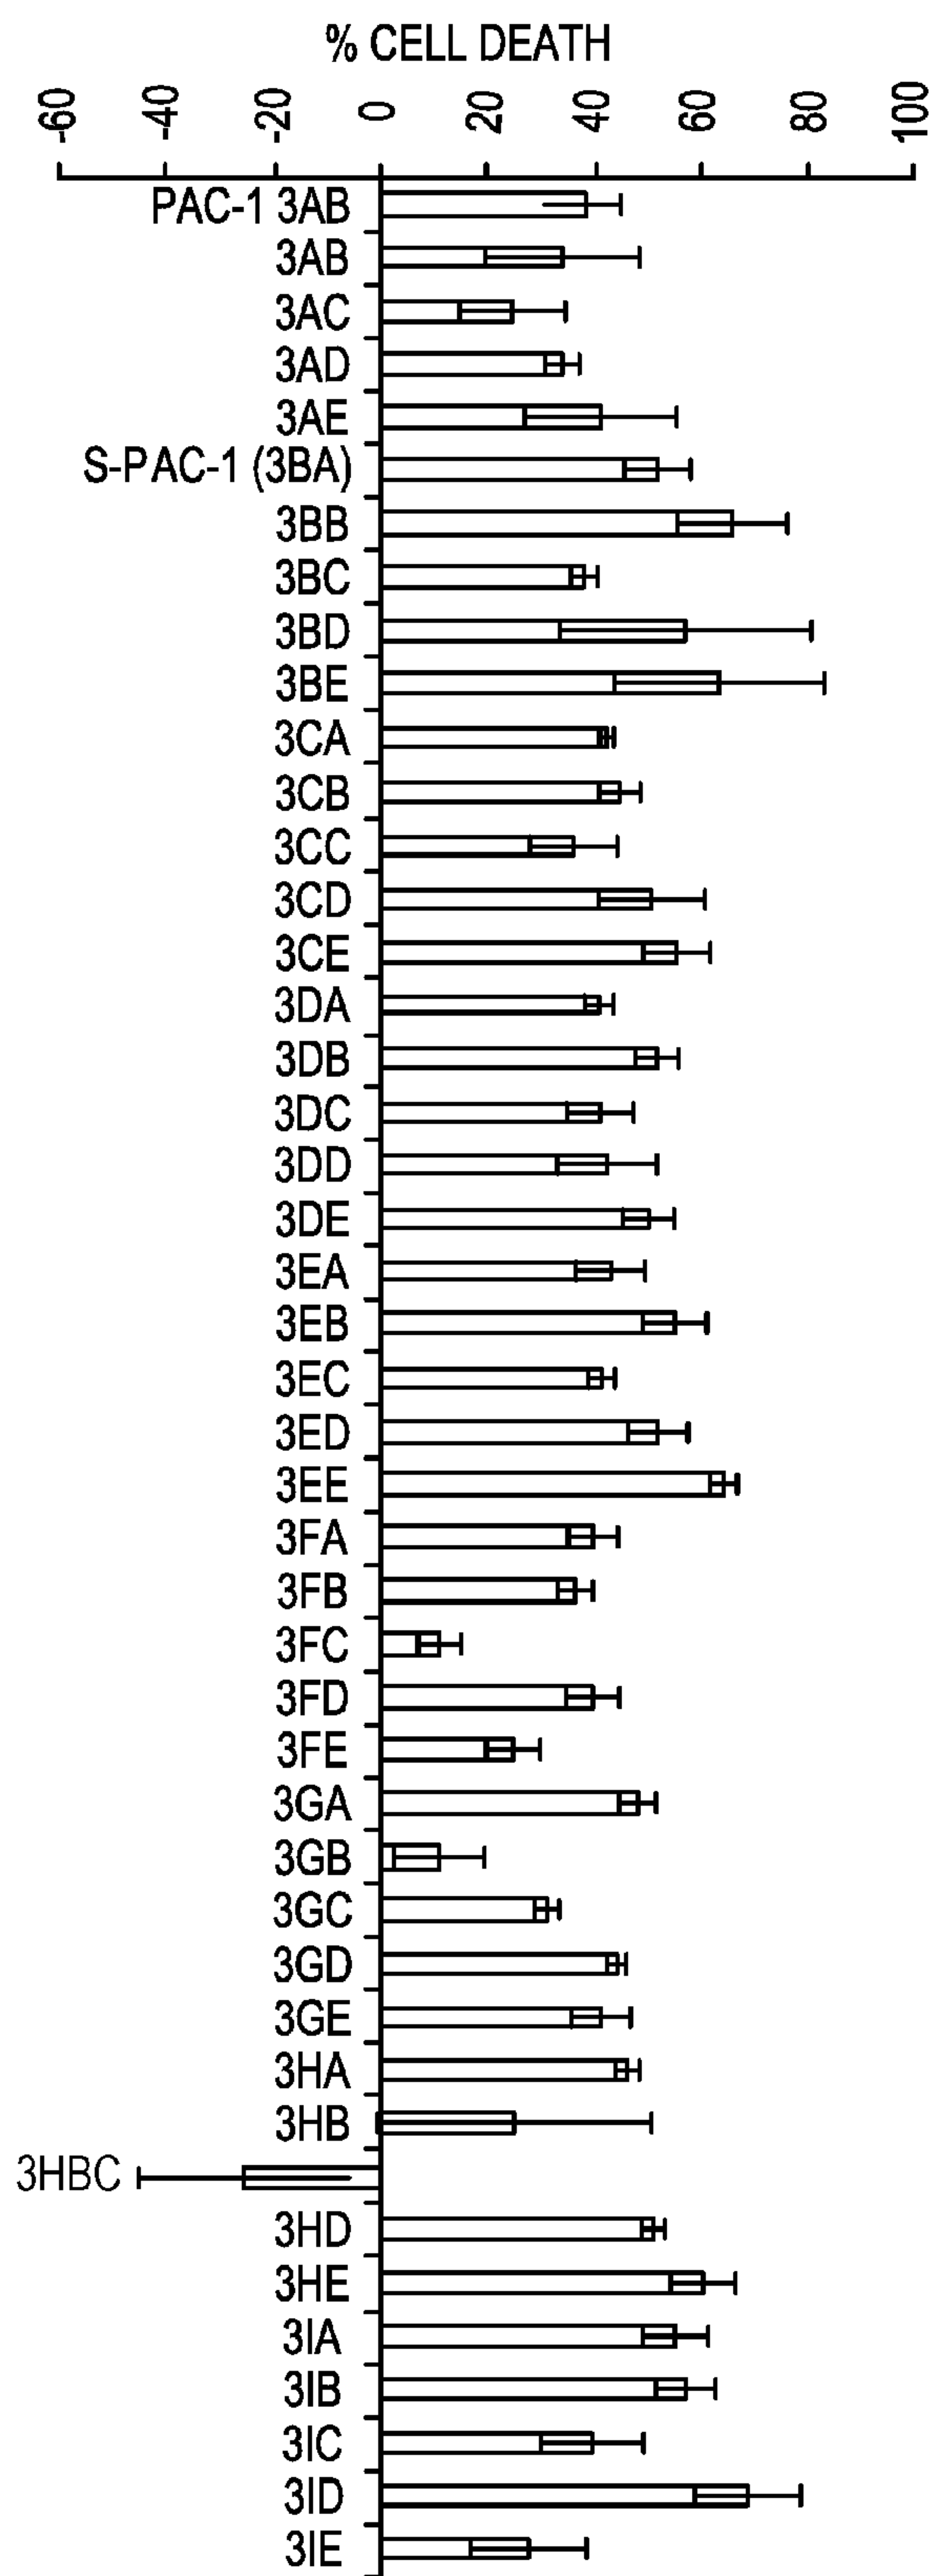 % CELL DEATH
-60 -40 -20 0 20 40 60 80 100
PAC-1 3AB
3AB
3AC
3AD
3AE
S-PAC-1 (3BA)
3BB
3BC
3BD
3BE
3CA
3CB
3CC
3CD
3CE
3DA
3DB
3DC
3DD
3DE
3EA
3EB
3EC
3ED
3EE
3FA
3FB
3FC
3FD
3FE
3GA
3GB
3GC
3GD
3GE
3HA
3HB
3HBC
3HD
3HE
3IA
3IB
3IC
3ID
3IE